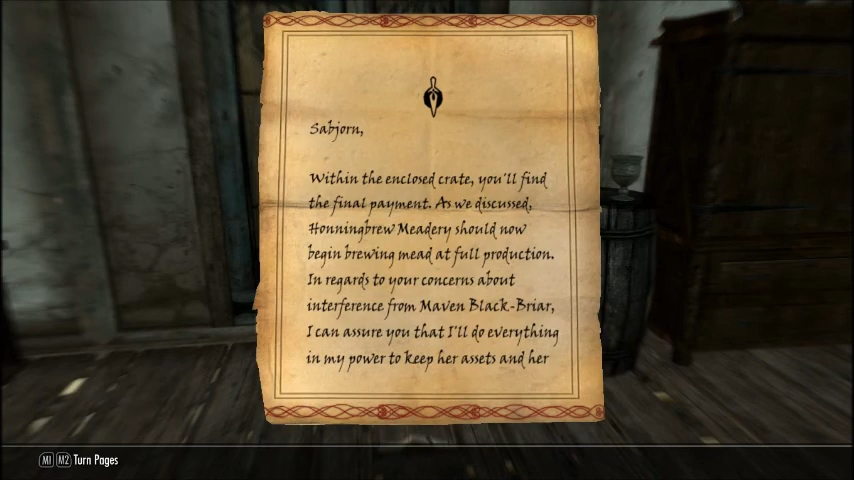 Sabjorn,
Within the enclosed crate, you'll find
the final payment. As we discussed,
Honningbrew Meadery should now
begin brewing mead at full production.
In regards to your concerns about
interference from Maven Black-Briar,
I can assure you that I'll do everything
in my power to keep her assets and her
M1 M2 Turn Pages